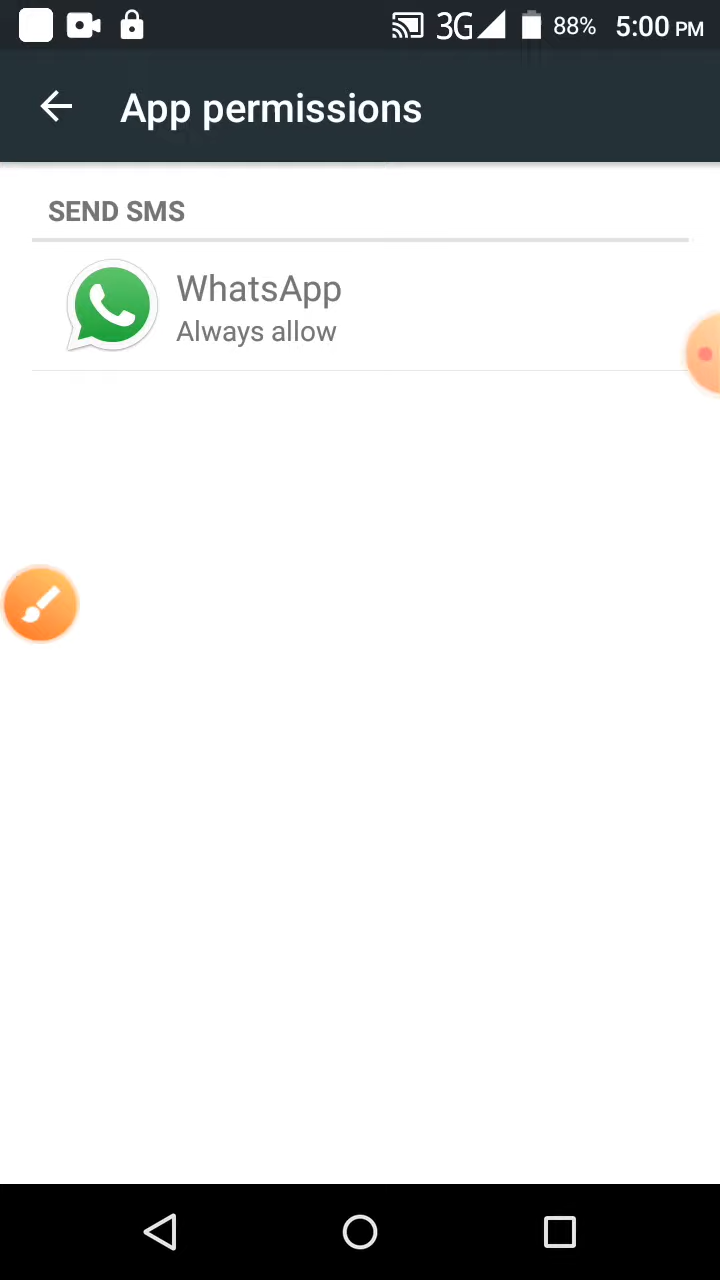 3G 88% 5:00 PM
App permissions
SEND SMS
WhatsApp
Always allow